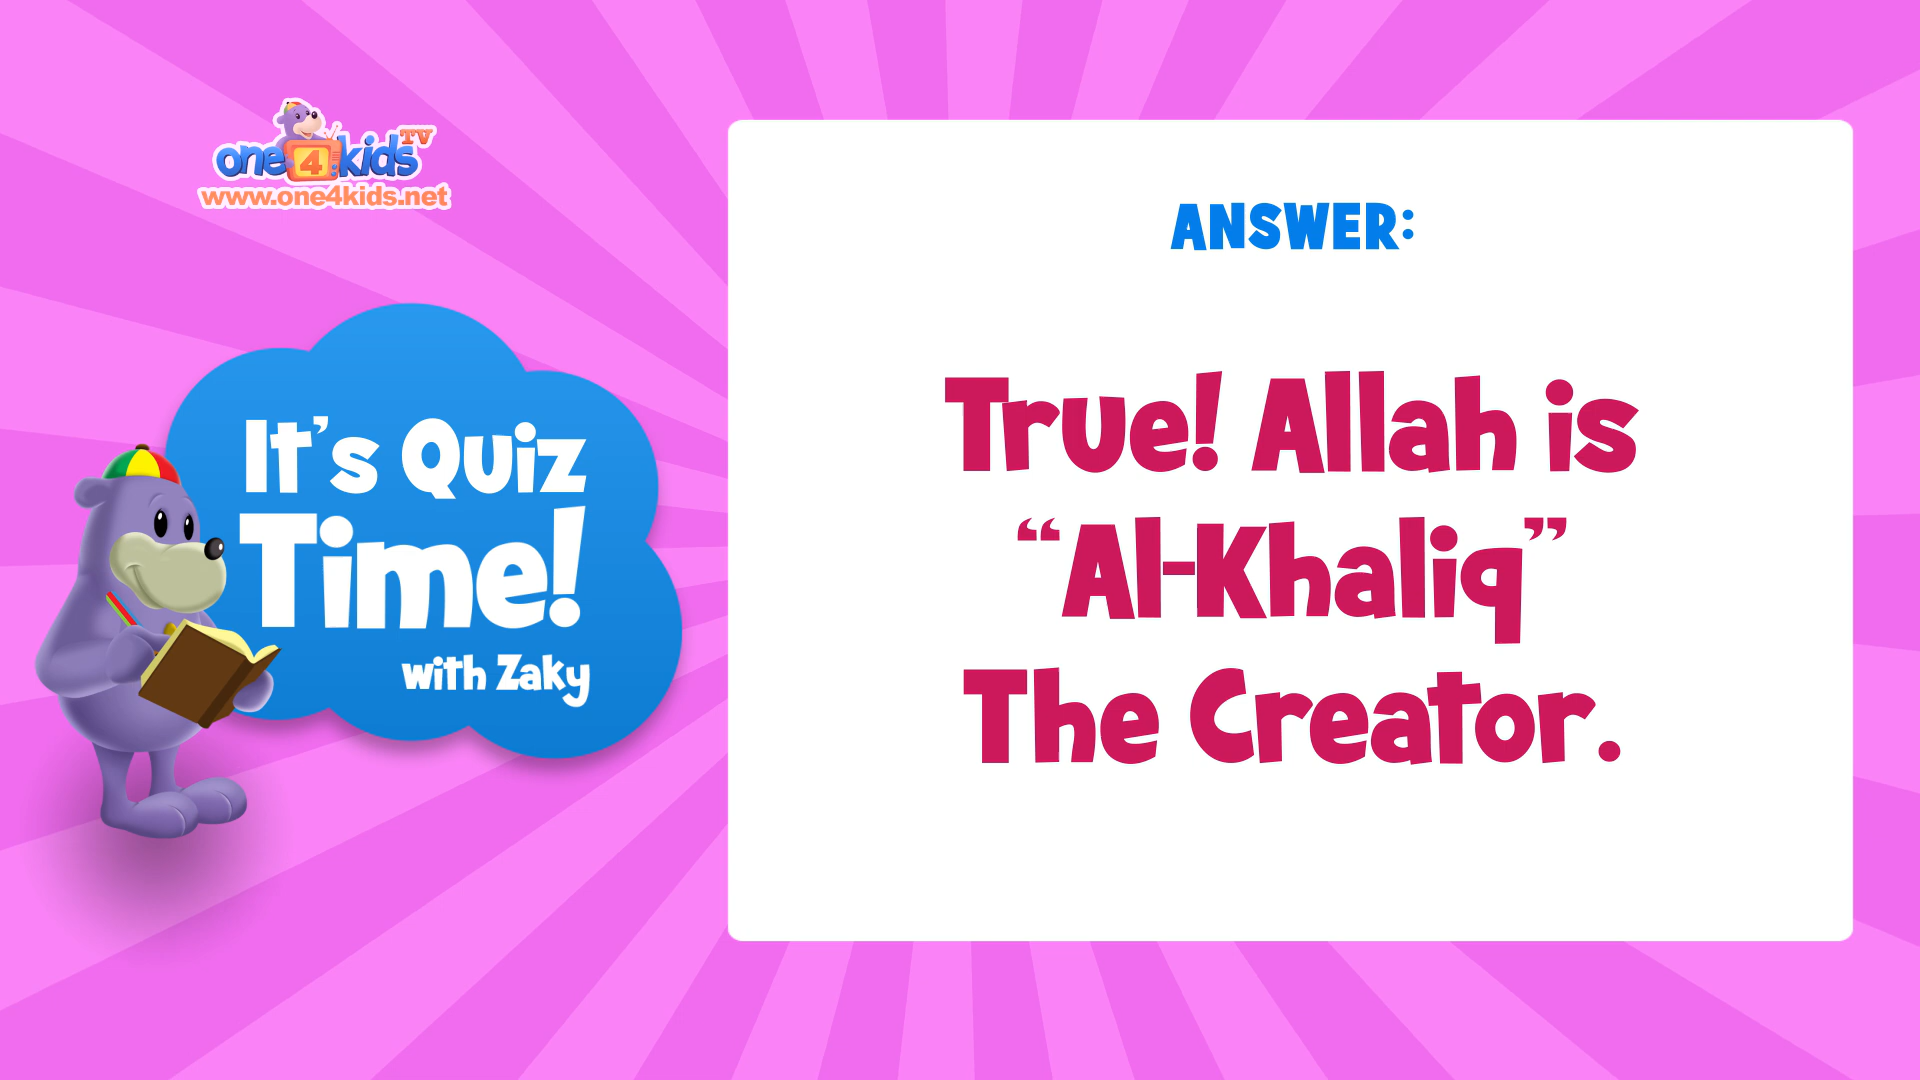 one4kids TV
www.one4kids.net
It's Quiz
Time!
with Zaky
ANSWER:
True! Allah is
“Al-Khaliq”
The Creator.